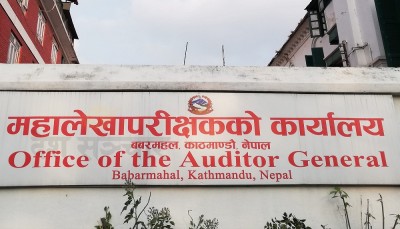 महालेखापरीक्षकको कार्यालय
बबरमहल, काठमाण्डौ, नेपाल
Office of the Auditor General
Babarmahal, Kathmandu, Nepal